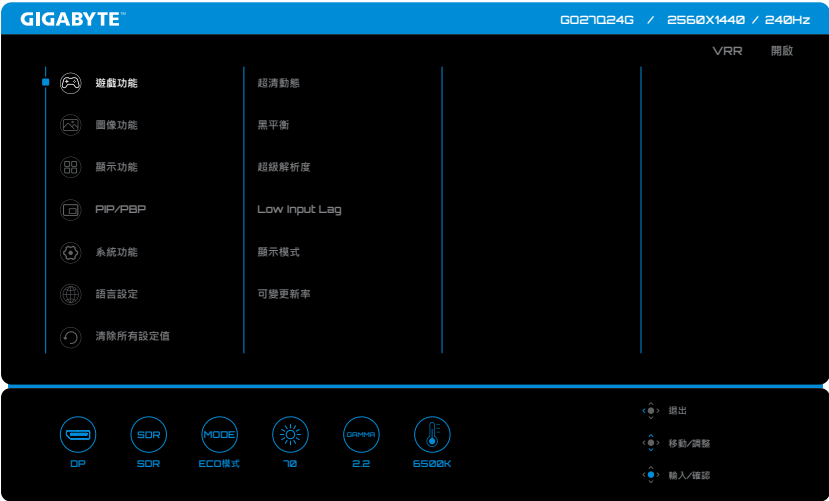 GIGABYTE™ GO27Q24G / 2560X1440 / 240Hz
VRR 開啟
遊戲功能 超清動態
圖像功能 黑平衡
顯示功能 超級解析度
PIP/PBP Low Input Lag
系統功能 顯示模式
語言設定 可變更新率
清除所有設定值
退出
SDR MODE GAMMA
移動/調整
DP SDR ECO模式 70 2.2 6500K
輸入/確認